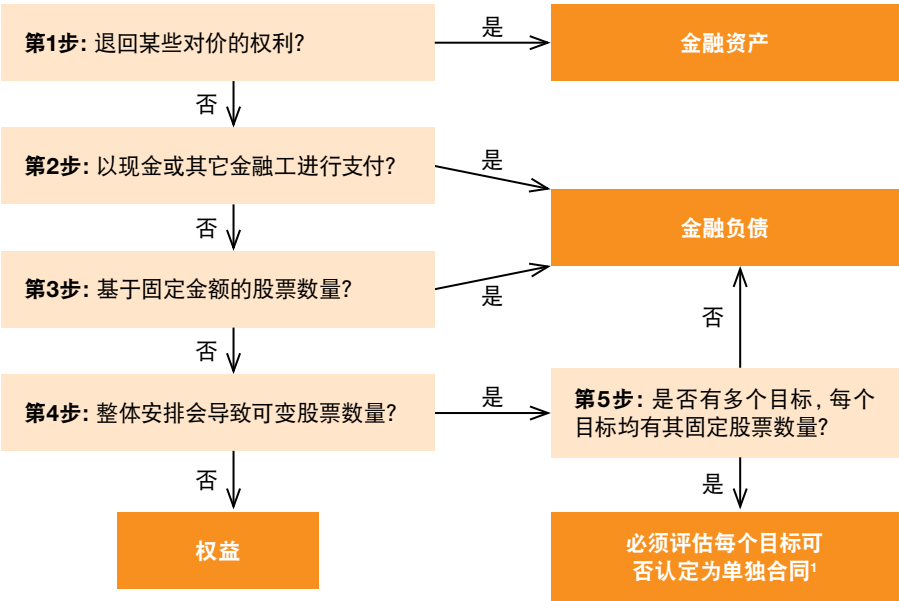 第1步: 退回某些对价的权利?
是
金融资产
否
第2步: 以现金或其它金融工进行支付?
是
金融负债
否
第3步: 基于固定金额的股票数量?
是
否
否
第4步: 整体安排会导致可变股票数量?
是
第5步: 是否有多个目标, 每个
目标均有其固定股票数量?
否
是
权益
必须评估每个目标可
否认定为单独合同¹